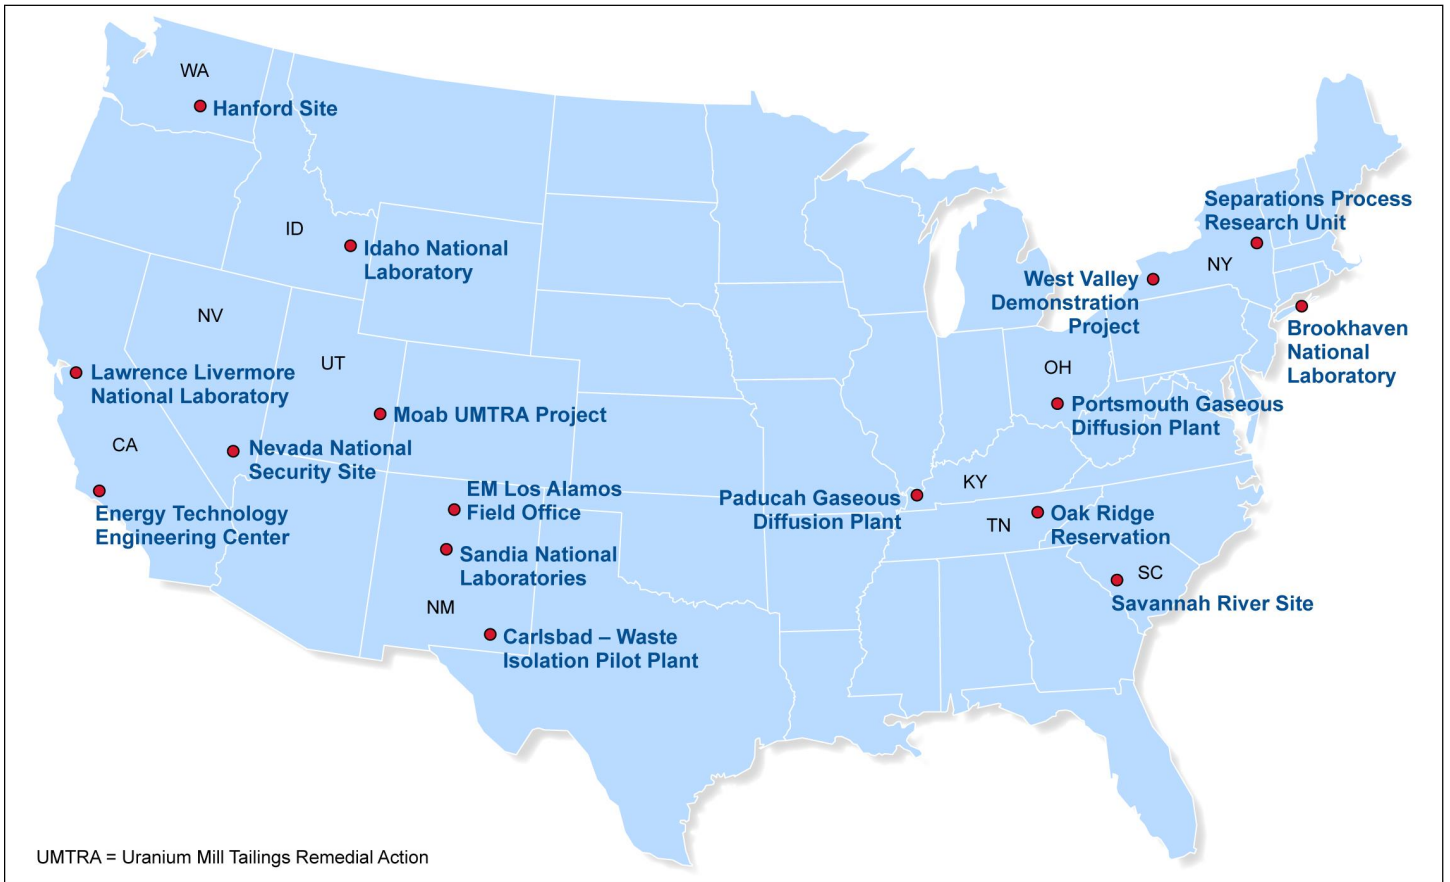 WA
Hanford Site
Separations Process
Research Unit
ID
Idaho National
Laboratory
NY
West Valley
Demonstration
Project
NV
Brookhaven
National
Laboratory
UT
OH
Lawrence Livermore
National Laboratory
Moab UMTRA Project
Portsmouth Gaseous
Diffusion Plant
CA
Nevada National
Security Site
KY
EM Los Alamos
Field Office
Paducah Gaseous
Diffusion Plant
Energy Technology
Engineering Center
TN
Oak Ridge
Reservation
Sandia National
Laboratories
SC
Savannah River Site
NM
Carlsbad – Waste
Isolation Pilot Plant
UMTRA = Uranium Mill Tailings Remedial Action